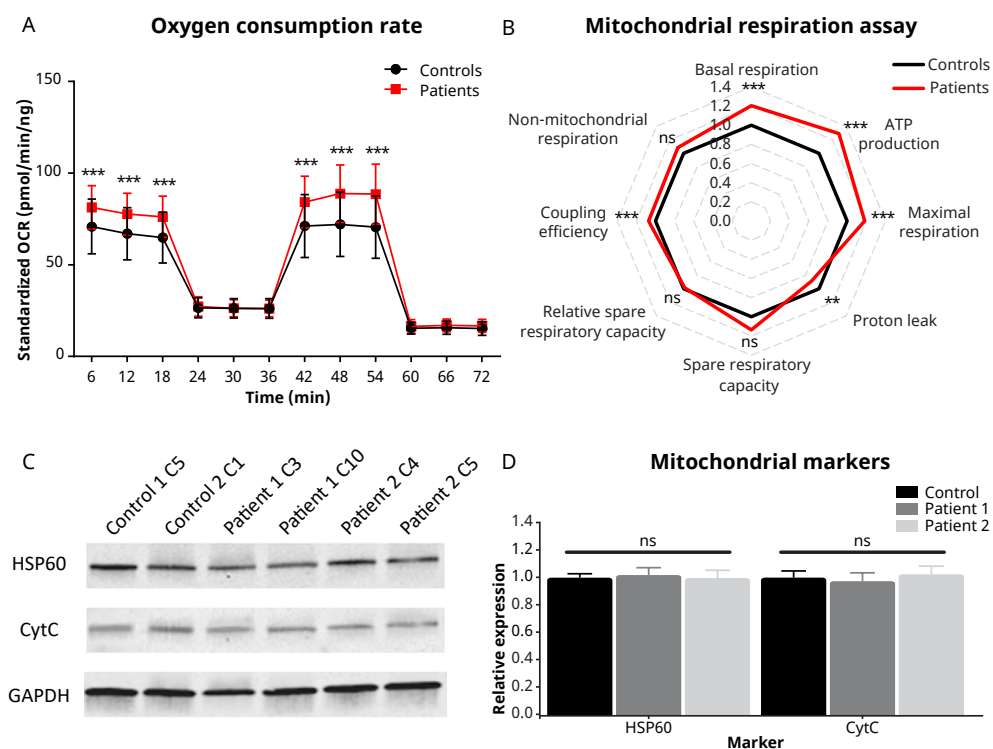 A
Oxygen consumption rate
Controls
Patients
Standardized OCR (pmol/min/ng)
150
100
50
0
***
***
***
***
***
***
6 12 18 24 30 36 42 48 54 60 66 72
Time (min)
B
Mitochondrial respiration assay
Controls
Patients
Basal respiration
***
1.4
1.2
1.0
0.8
0.6
0.4
0.2
0.0
***
ATP
production
***
Maximal
respiration
**
Proton leak
ns
Spare respiratory
capacity
ns
Relative spare
respiratory capacity
***
Coupling
efficiency
ns
Non-mitochondrial
respiration
C
Control 1 C5
Control 2 C1
Patient 1 C3
Patient 1 C10
Patient 2 C4
Patient 2 C5
HSP60
CytC
GAPDH
D
Mitochondrial markers
Control
Patient 1
Patient 2
Relative expression
1.4
1.2
1.0
0.8
0.6
0.4
0.2
0.0
ns
ns
HSP60
CytC
Marker